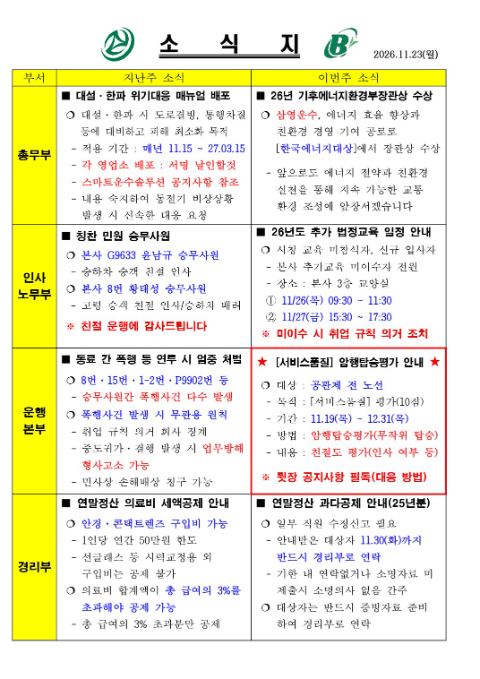 소 식 지
2026.11.23(월)
부서
지난주 소식
이번주 소식
총무부
■ 대설·한파 위기대응 매뉴얼 배포
❍ 대설·한파 시 도로결빙, 통행차질
등에 대비하고 피해 최소화 목적
- 적용 기간 : 매년 11.15 ~ 27.03.15
- 각 영업소 배포 : 서명 날인할것
- 스마트운수솔루션 공지사항 참조
- 내용 숙지하여 동절기 비상상황
발생 시 신속한 대응 요청
■ 26년 기후에너지환경부장관상 수상
❍ 삼영운수, 에너지 효율 향상과
친환경 경영 기여 공로로
[한국에너지대상]에서 장관상 수상
- 앞으로도 에너지 절약과 친환경
실천을 통해 지속 가능한 교통
환경 조성에 앞장서겠습니다
인사
노무부
■ 칭찬 민원 승무사원
❍ 본사 G9633 윤남규 승무사원
- 승하차 승객 친절 인사
❍ 본사 8번 황태성 승무사원
- 고령 승객 친절 인사/승하차 배려
※ 친절 운행에 감사드립니다
■ 26년도 추가 법정교육 일정 안내
❍ 시청 교육 미참석자, 신규 입사자
- 본사 추가교육 미이수자 전원
- 장소 : 본사 3층 교양실
① 11/26(목) 09:30 ~ 11:30
② 11/27(금) 15:30 ~ 17:30
※ 미이수 시 취업 규칙 의거 조치
운행
본부
■ 동료 간 폭행 등 연루 시 엄중 처벌
❍ 8번·15번·1-2번·P9902번 등
- 승무사원간 폭행사건 다수 발생
❍ 폭행사건 발생 시 무관용 원칙
- 취업 규칙 의거 회사 징계
- 중도귀가·결행 발생 시 업무방해
형사고소 가능
- 민사상 손해배상 청구 가능
★ [서비스품질] 암행탑승평가 안내 ★
❍ 대상 : 공관제 전 노선
- 목적 : [서비스품질] 평가(10점)
- 기간 : 11.19(목) ~ 12.31(목)
- 방법 : 암행탑승평가(무작위 탑승)
- 내용 : 친절도 평가(인사 여부 등)
※ 뒷장 공지사항 필독(대응 방법)
경리부
■ 연말정산 의료비 세액공제 안내
❍ 안경·콘택트렌즈 구입비 가능
- 1인당 연간 50만원 한도
- 선글래스 등 시력교정용 외
구입비는 공제 불가
❍ 의료비 합계액이 총 급여의 3%를
초과해야 공제 가능
- 총 급여의 3% 초과분만 공제
■ 연말정산 과다공제 안내(25년분)
❍ 일부 직원 수정신고 필요
- 안내받은 대상자 11.30(화)까지
반드시 경리부로 연락
- 기한 내 연락없거나 소명자료 미
제출시 소명의사 없음 간주
❍ 대상자는 반드시 증빙자료 준비
하여 경리부로 연락